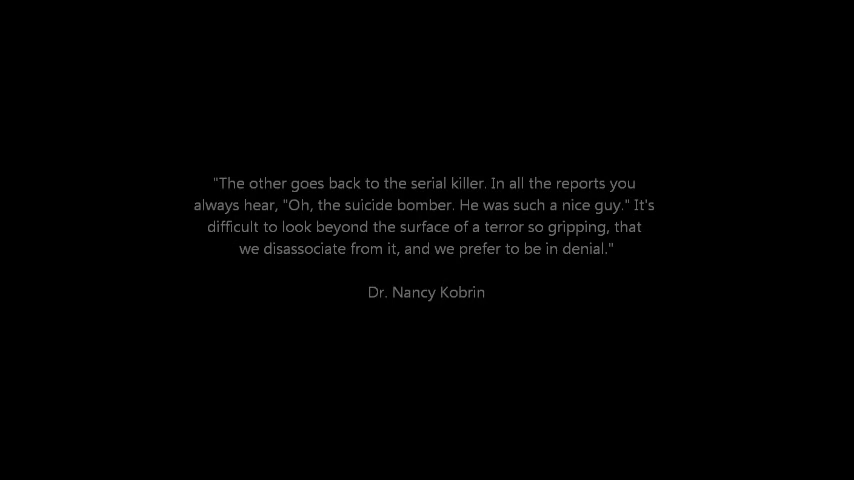 "The other goes back to the serial killer. In all the reports you
always hear, "Oh, the suicide bomber. He was such a nice guy." It's
difficult to look beyond the surface of a terror so gripping, that
we disassociate from it, and we prefer to be in denial."
Dr. Nancy Kobrin